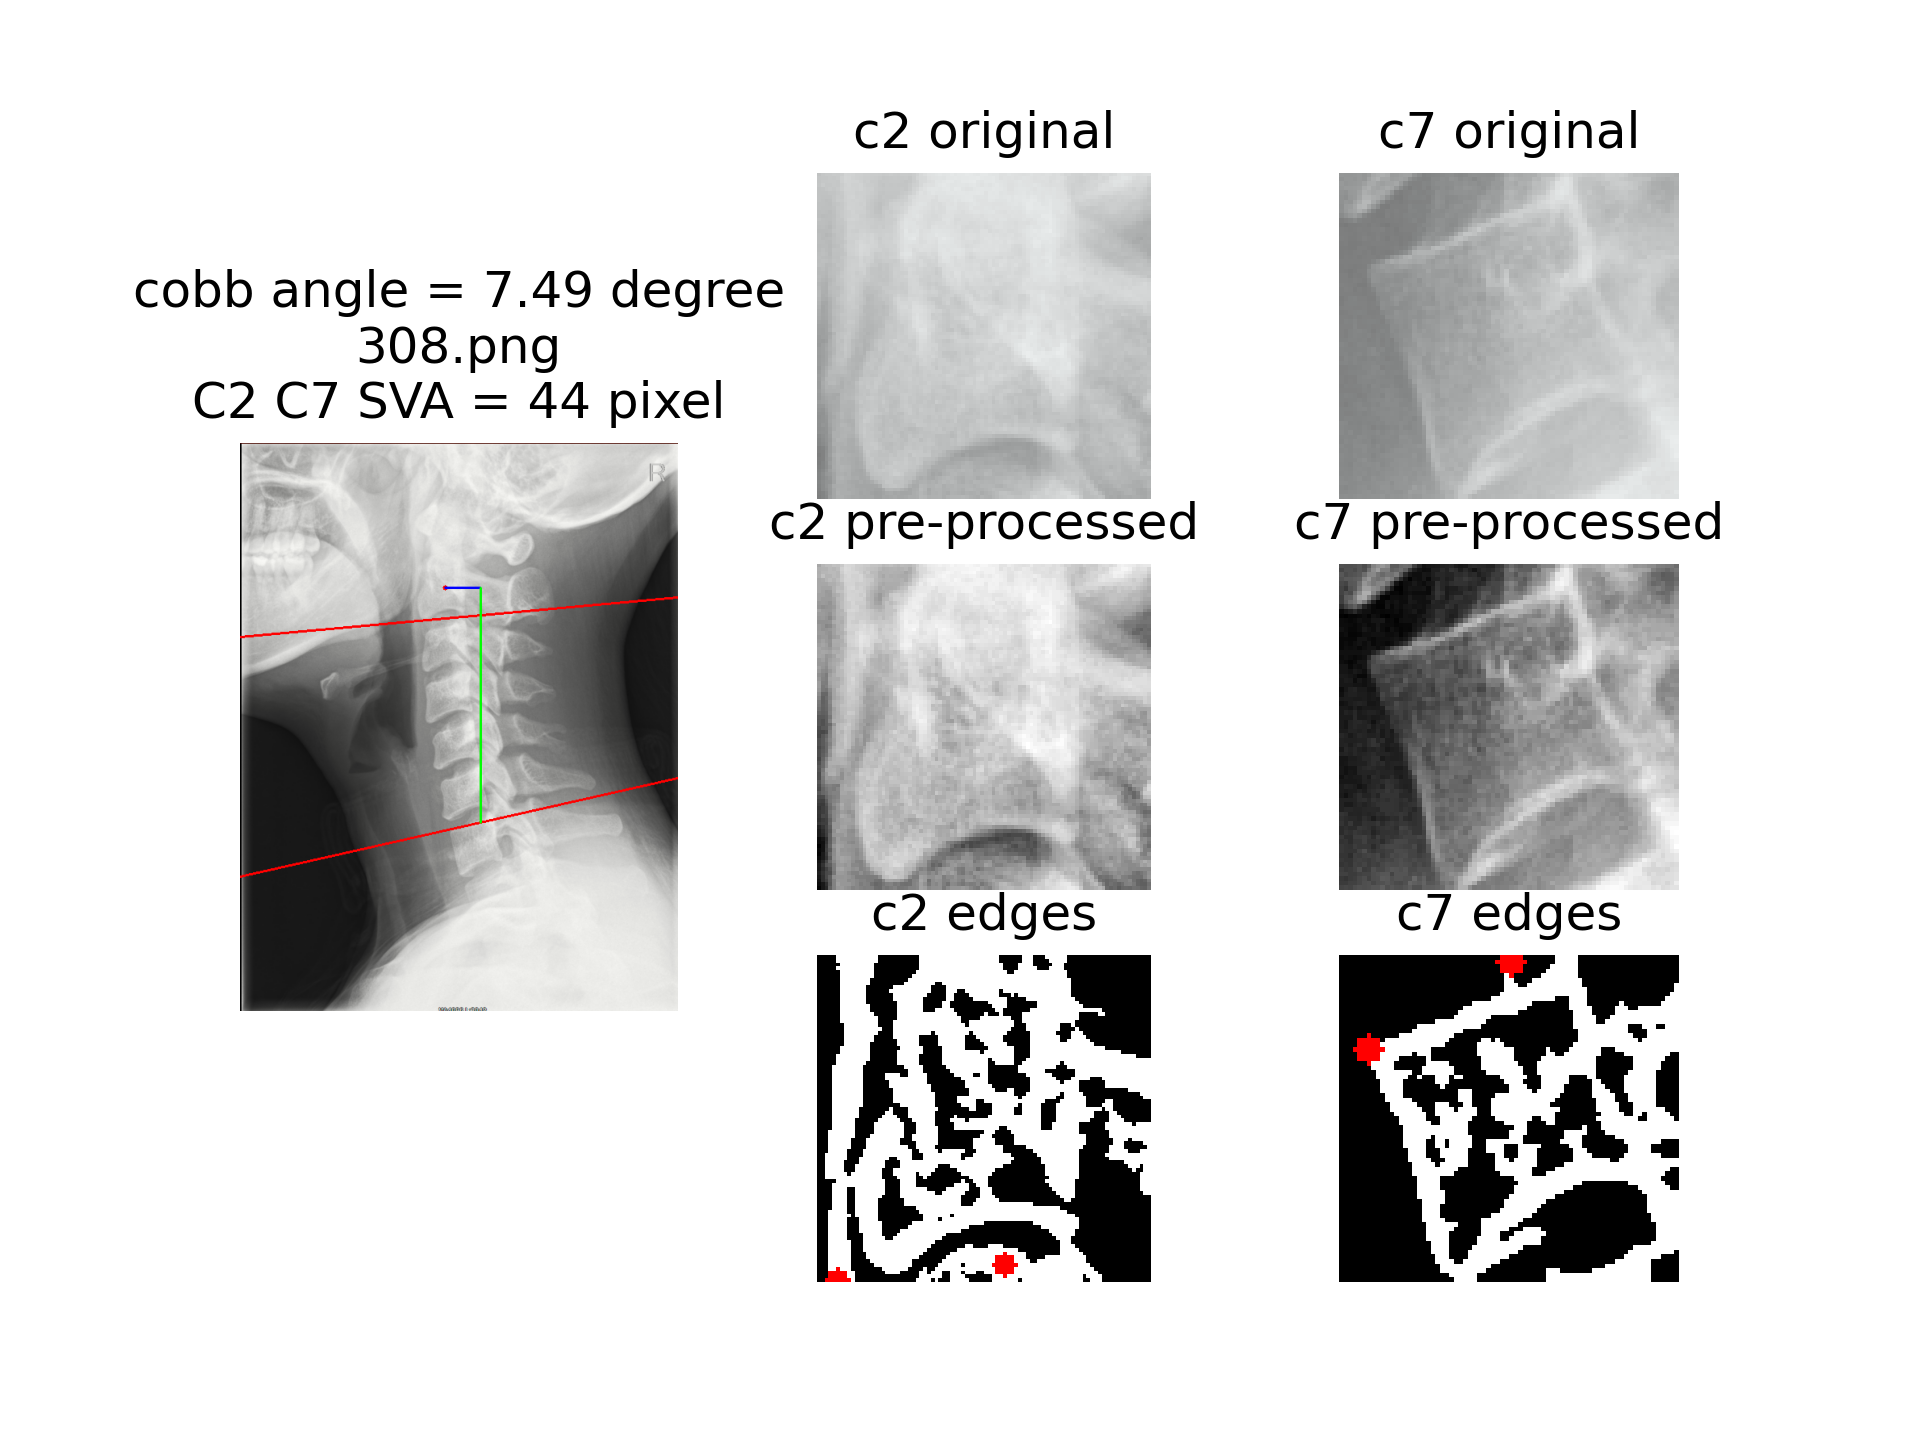 cobb angle = 7.49 degree
308.png
C2 C7 SVA = 44 pixel
R
c2 original
c7 original
c2 pre-processed
c7 pre-processed
c2 edges
c7 edges